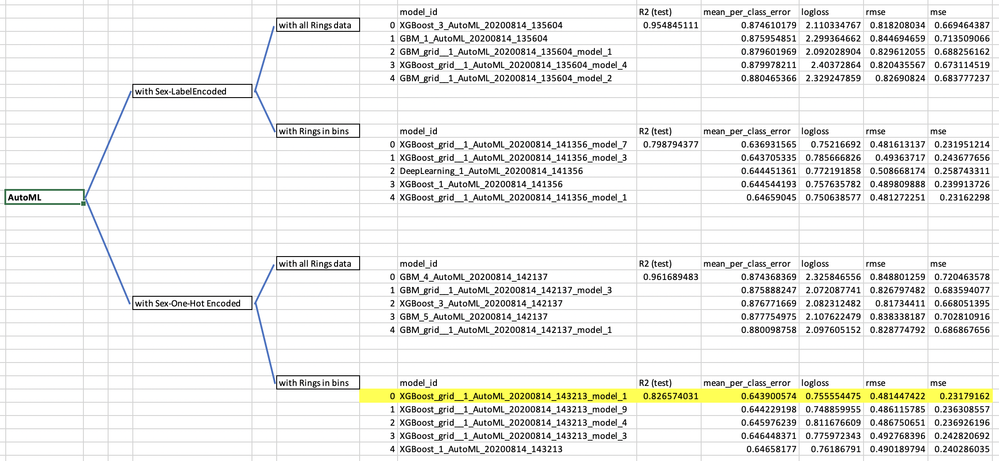 model_id R2 (test) mean_per_class_error logloss rmse mse
with all Rings data 0 XGBoost_3_AutoML_20200814_135604 0.954845111 0.874610179 2.110334767 0.818208034 0.669464387
1 GBM_1_AutoML_20200814_135604 0.875954851 2.299364662 0.844694659 0.713509066
2 GBM_grid__1_AutoML_20200814_135604_model_1 0.879601969 2.092028904 0.829612055 0.688256162
3 XGBoost_grid__1_AutoML_20200814_135604_model_4 0.879978211 2.40372864 0.820435567 0.673114519
4 GBM_grid__1_AutoML_20200814_135604_model_2 0.880465366 2.329247859 0.82690824 0.683777237
with Sex-LabelEncoded
with Rings in bins model_id R2 (test) mean_per_class_error logloss rmse mse
0 XGBoost_grid__1_AutoML_20200814_141356_model_7 0.798794377 0.636931565 0.75216692 0.481613137 0.231951214
1 XGBoost_grid__1_AutoML_20200814_141356_model_3 0.643705335 0.785666826 0.49363717 0.243677656
2 DeepLearning_1_AutoML_20200814_141356 0.644451361 0.772191858 0.508668174 0.258743311
3 XGBoost_1_AutoML_20200814_141356 0.644544193 0.757635782 0.489809888 0.239913726
AutoML 4 XGBoost_grid__1_AutoML_20200814_141356_model_1 0.64659045 0.750638577 0.481272251 0.23162298
with all Rings data model_id R2 (test) mean_per_class_error logloss rmse mse
0 GBM_4_AutoML_20200814_142137 0.961689483 0.874368369 2.325846556 0.848801259 0.720463578
1 GBM_grid__1_AutoML_20200814_142137_model_3 0.875888247 2.072087741 0.826797482 0.683594077
with Sex-One-Hot Encoded 2 XGBoost_3_AutoML_20200814_142137 0.876771669 2.082312482 0.81734411 0.668051395
3 GBM_5_AutoML_20200814_142137 0.877754975 2.107622479 0.838338187 0.702810916
4 GBM_grid__1_AutoML_20200814_142137_model_1 0.880098758 2.097605152 0.828774792 0.686867656
with Rings in bins model_id R2 (test) mean_per_class_error logloss rmse mse
0 XGBoost_grid__1_AutoML_20200814_143213_model_1 0.826574031 0.643900574 0.755554475 0.481447422 0.23179162
1 XGBoost_grid__1_AutoML_20200814_143213_model_9 0.644229198 0.748859955 0.486115785 0.236308557
2 XGBoost_grid__1_AutoML_20200814_143213_model_4 0.645976239 0.811676609 0.486750651 0.236926196
3 XGBoost_grid__1_AutoML_20200814_143213_model_3 0.646448371 0.775972343 0.492768396 0.242820692
4 XGBoost_1_AutoML_20200814_143213 0.64658177 0.76186791 0.490189794 0.240286035